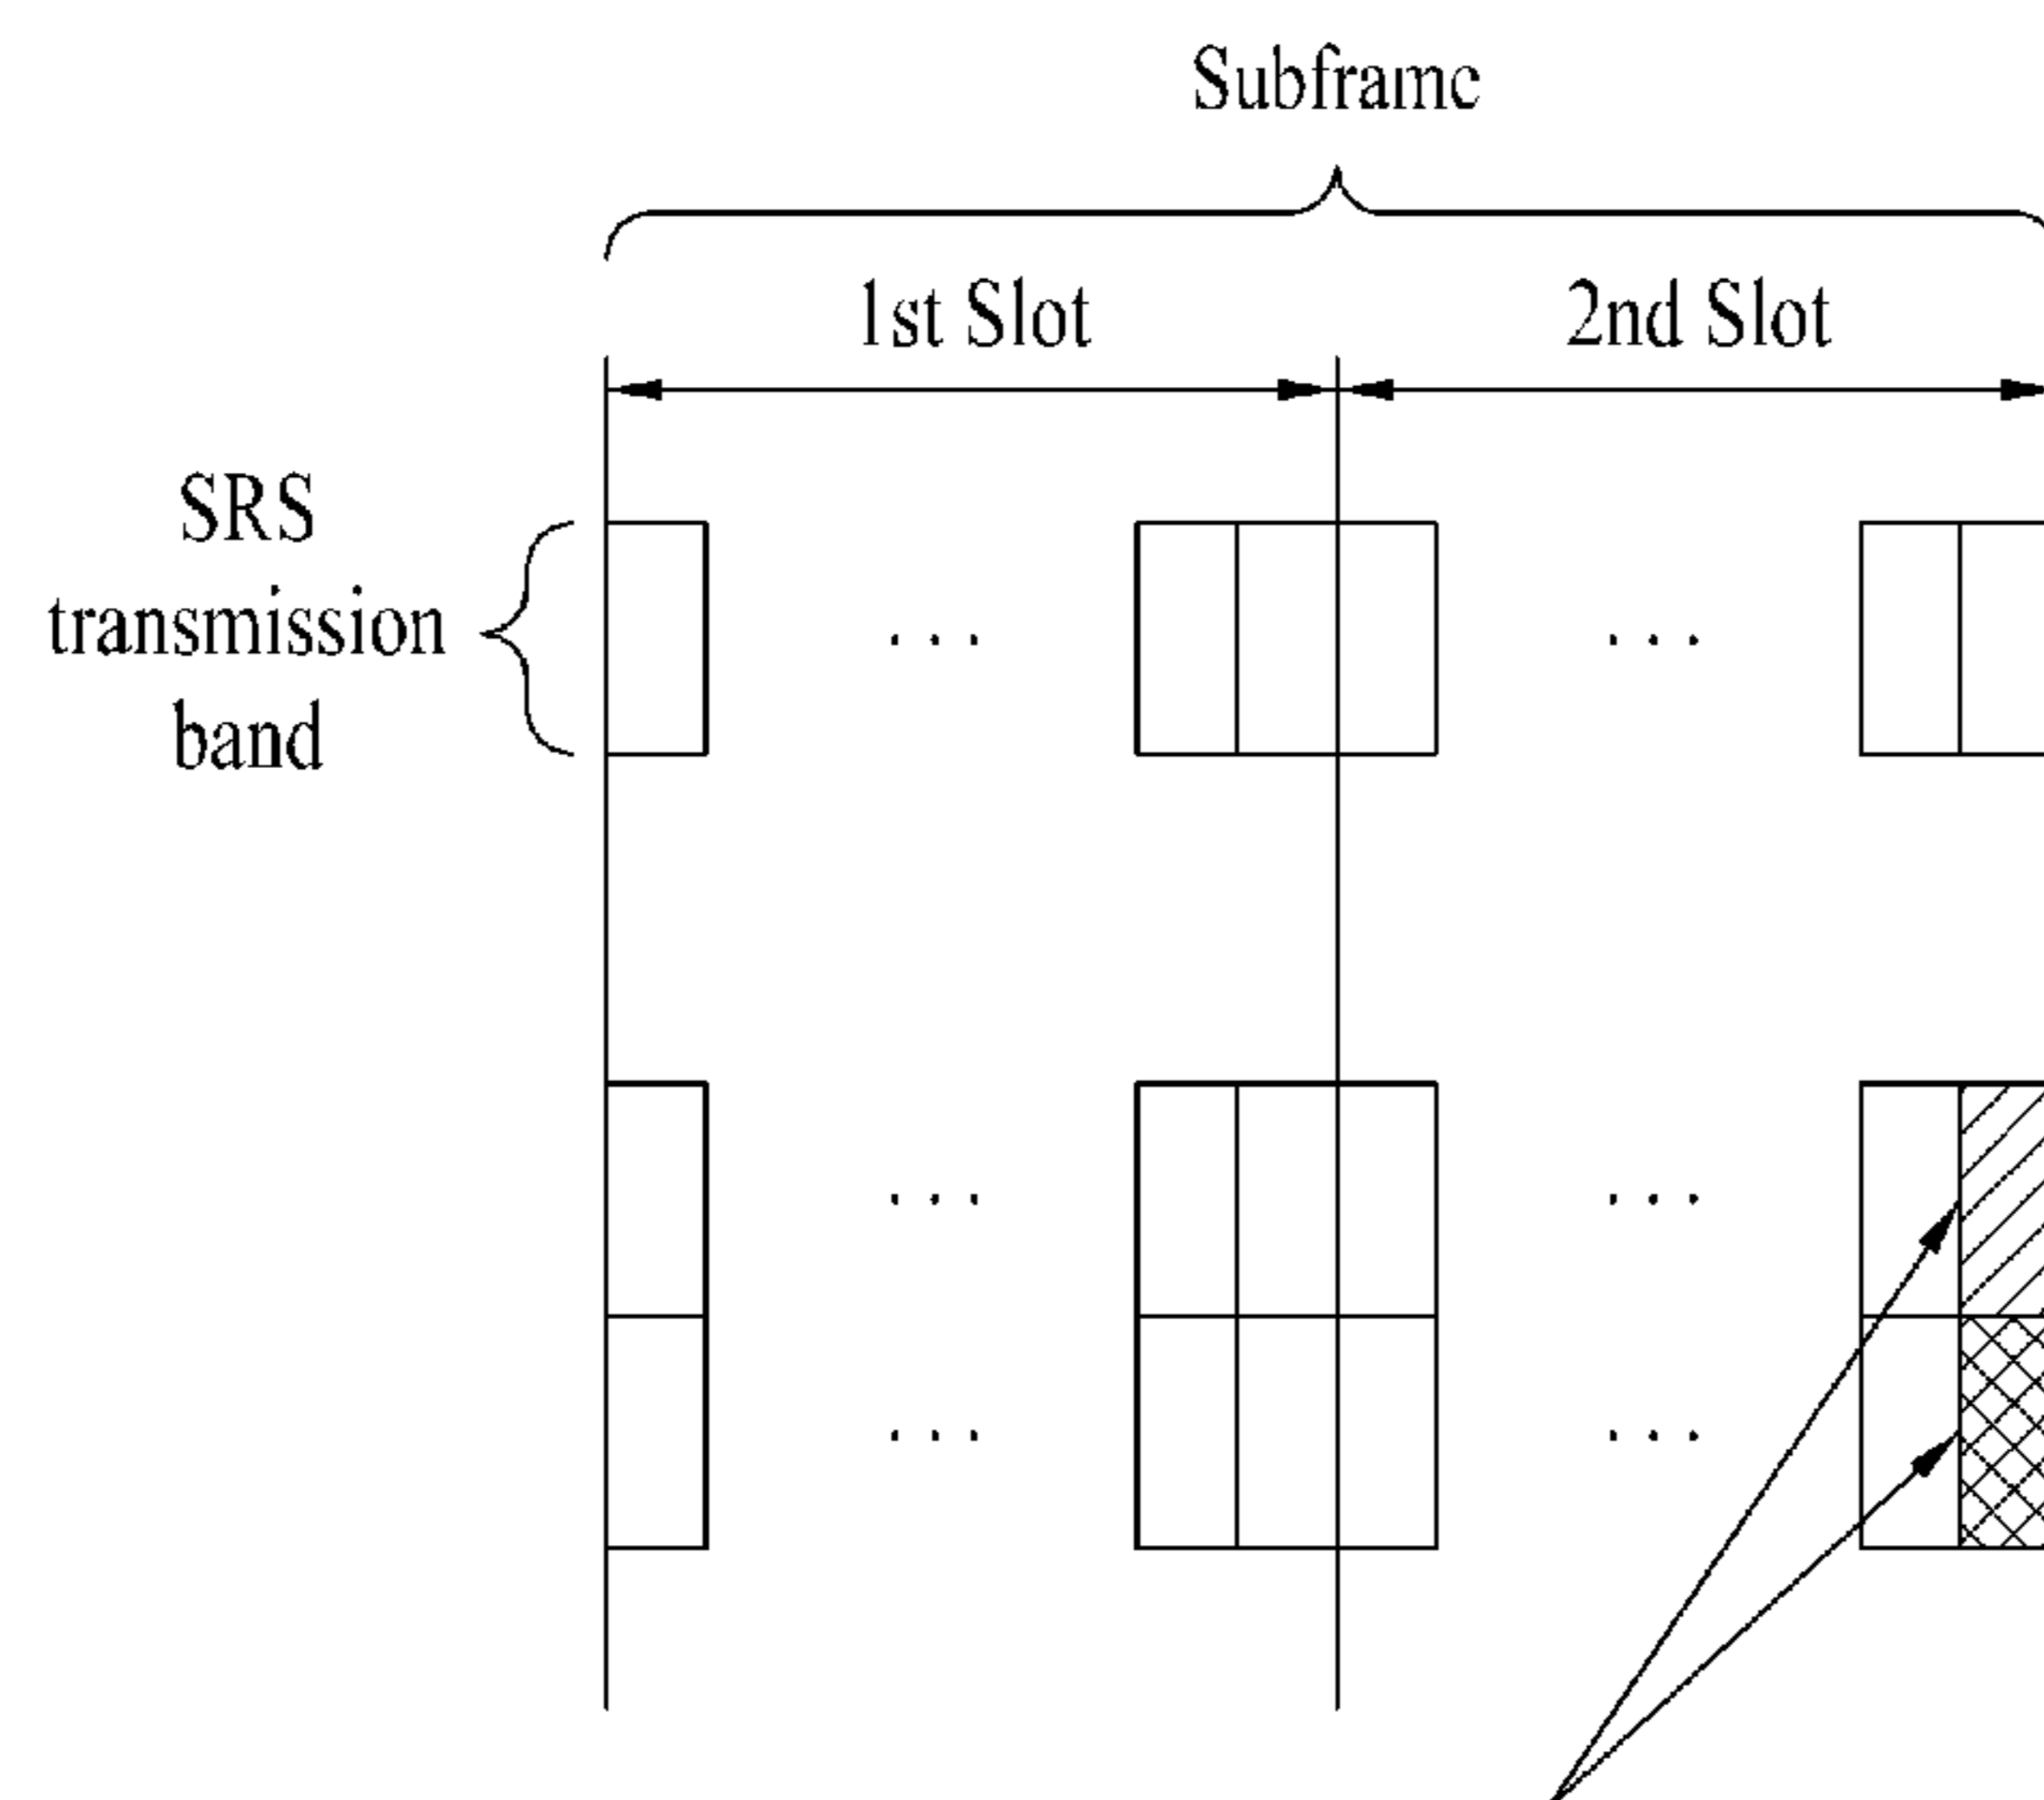 Subframe
1st Slot
2nd Slot
SRS
transmission
band